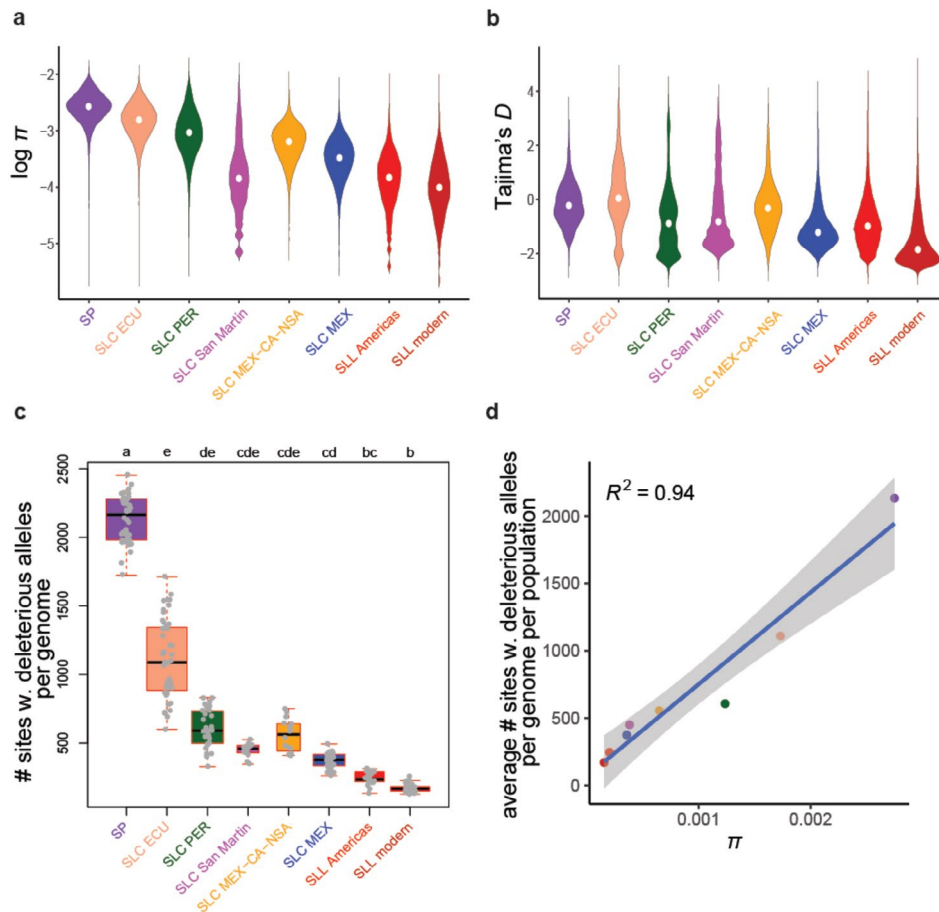 a
log π
−2
−3
−4
−5
SP
SLC ECU
SLC PER
SLC San Martin
SLC MEX−CA−NSA
SLC MEX
SLL Americas
SLL modern
b
Tajima's D
4
2
0
−2
SP
SLC ECU
SLC PER
SLC San Martin
SLC MEX−CA−NSA
SLC MEX
SLL Americas
SLL modern
c
a e de cde cde cd bc b
# sites w. deleterious alleles
per genome
2500
2000
1500
1000
500
SP
SLC ECU
SLC PER
SLC San Martin
SLC MEX−CA−NSA
SLC MEX
SLL Americas
SLL modern
d
R² = 0.94
average # sites w. deleterious alleles
per genome per population
2000
1500
1000
500
0
0.001 0.002
π